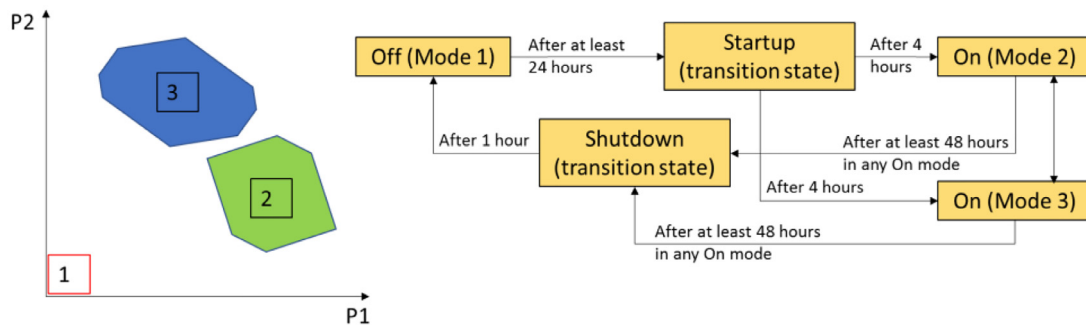 P2
3
2
1
P1
Off (Mode 1)
After at least
24 hours
Startup
(transition state)
After 4
hours
On (Mode 2)
After 1 hour
Shutdown
(transition state)
After at least 48 hours
in any On mode
After 4 hours
On (Mode 3)
After at least 48 hours
in any On mode